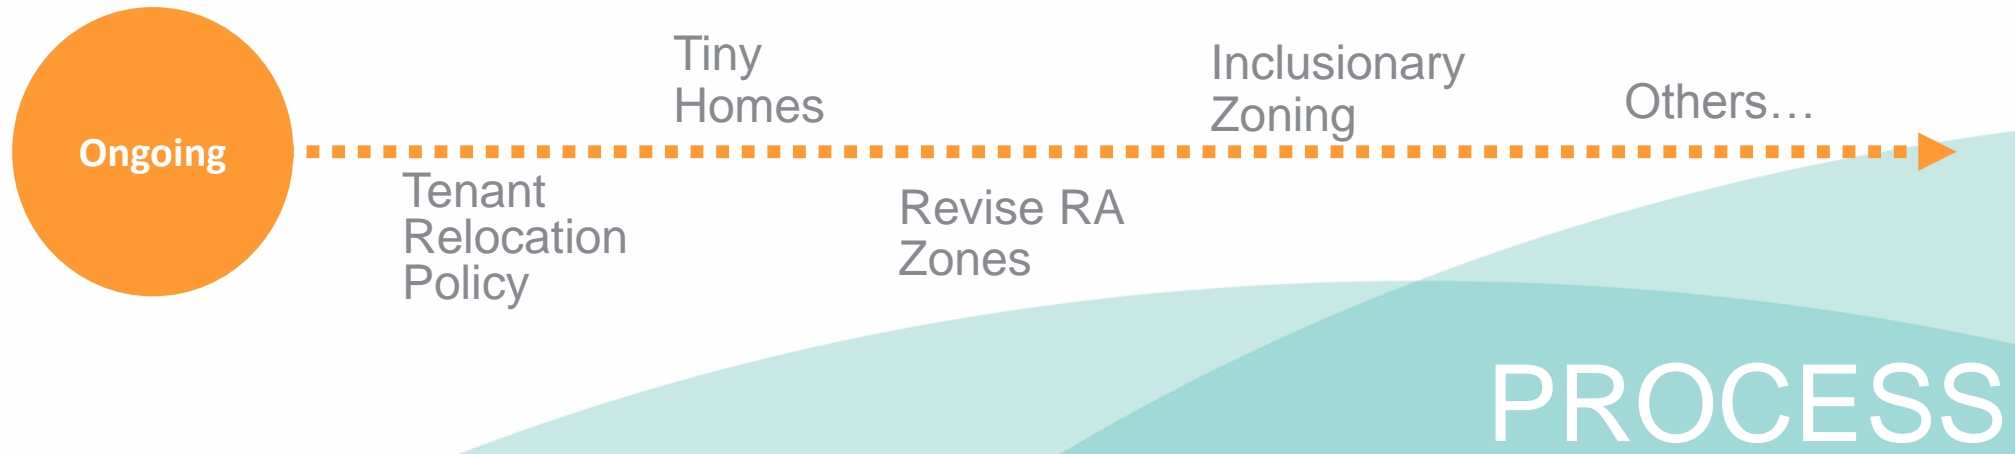 Ongoing
Tenant
Relocation
Policy
Tiny
Homes
Revise RA
Zones
Inclusionary
Zoning
Others…
PROCESS